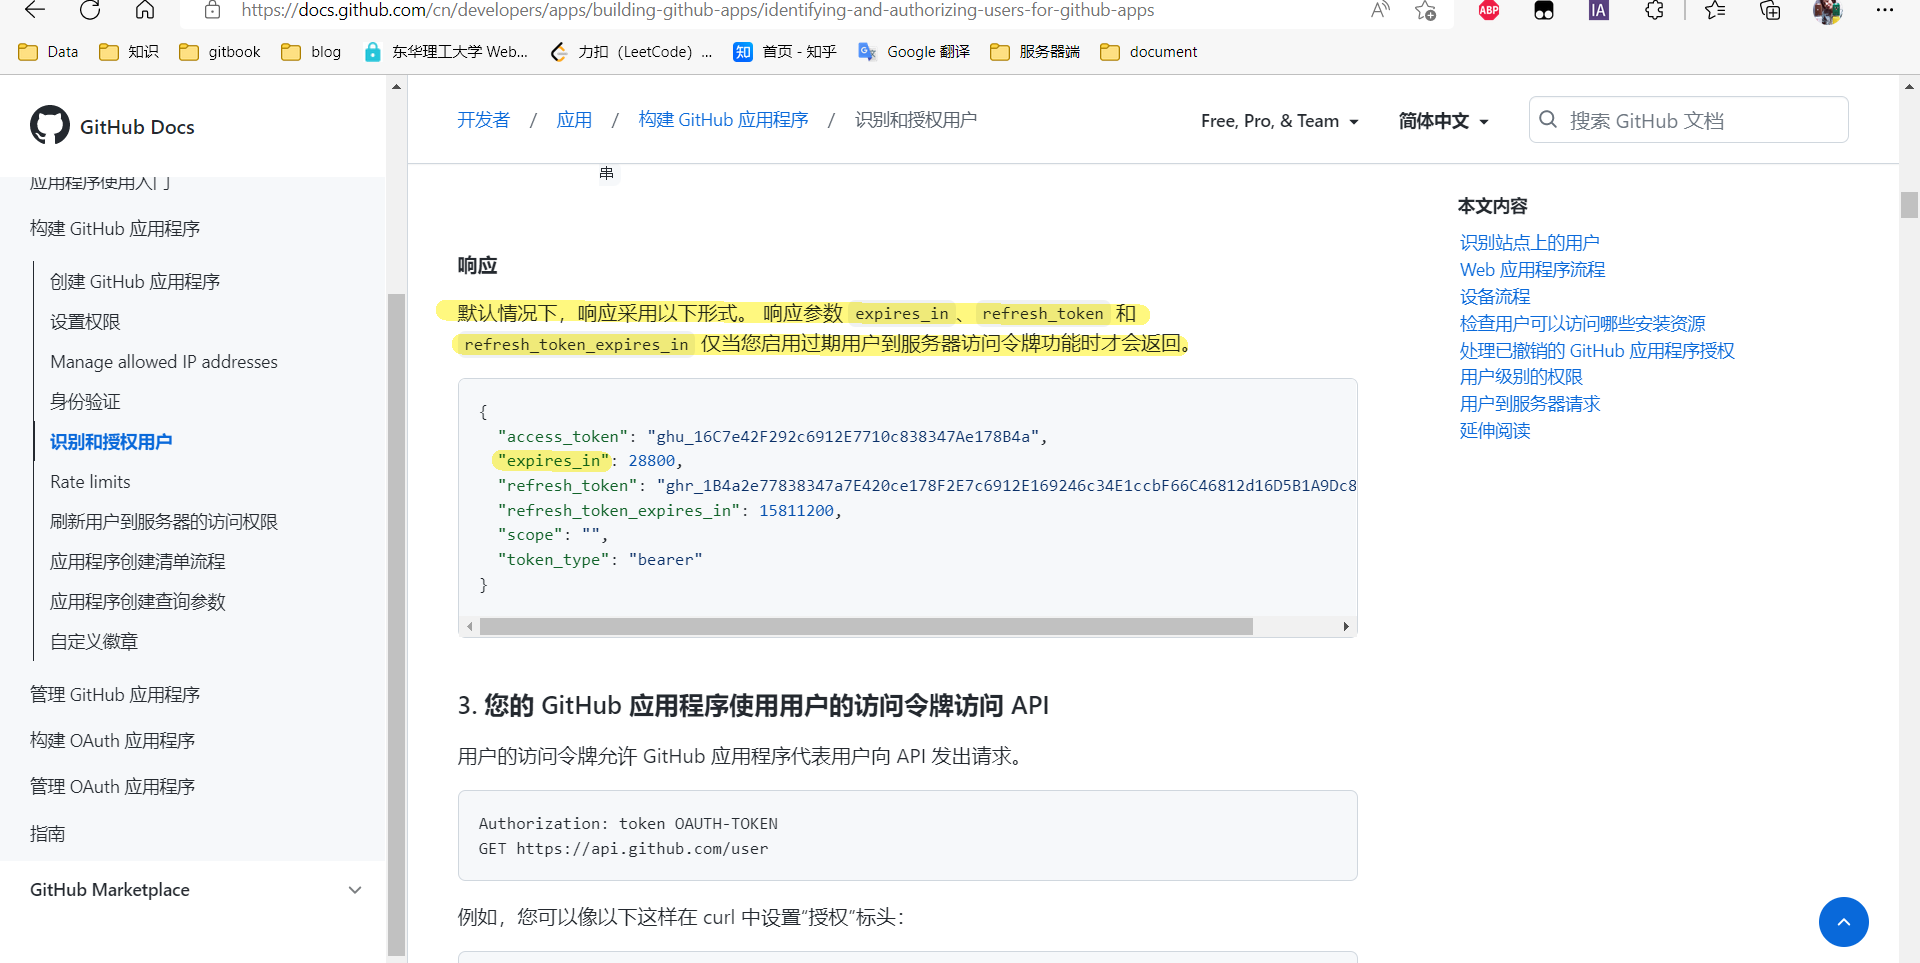 https://docs.github.com/cn/developers/apps/building-github-apps/identifying-and-authorizing-users-for-github-apps
ABP
IA
Data
知识
gitbook
blog
东华理工大学 Web...
力扣（LeetCode）...
知
首页 - 知乎
Google 翻译
服务器端
document
GitHub Docs
开发者 / 应用 / 构建 GitHub 应用程序 / 识别和授权用户
Free, Pro, & Team
简体中文
搜索 GitHub 文档
应用程序使用入门
构建 GitHub 应用程序
创建 GitHub 应用程序
设置权限
Manage allowed IP addresses
身份验证
识别和授权用户
Rate limits
刷新用户到服务器的访问权限
应用程序创建清单流程
应用程序创建查询参数
自定义徽章
管理 GitHub 应用程序
构建 OAuth 应用程序
管理 OAuth 应用程序
指南
GitHub Marketplace
串
响应
默认情况下，响应采用以下形式。 响应参数 expires_in、 refresh_token 和
refresh_token_expires_in 仅当您启用过期用户到服务器访问令牌功能时才会返回。
{
"access_token": "ghu_16C7e42F292c6912E7710c838347Ae178B4a",
"expires_in": 28800,
"refresh_token": "ghr_1B4a2e77838347a7E420ce178F2E7c6912E169246c34E1ccbF66C46812d16D5B1A9Dc8
"refresh_token_expires_in": 15811200,
"scope": "",
"token_type": "bearer"
}
3. 您的 GitHub 应用程序使用用户的访问令牌访问 API
用户的访问令牌允许 GitHub 应用程序代表用户向 API 发出请求。
Authorization: token OAUTH-TOKEN
GET https://api.github.com/user
例如，您可以像以下这样在 curl 中设置“授权”标头：
本文内容
识别站点上的用户
Web 应用程序流程
设备流程
检查用户可以访问哪些安装资源
处理已撤销的 GitHub 应用程序授权
用户级别的权限
用户到服务器请求
延伸阅读